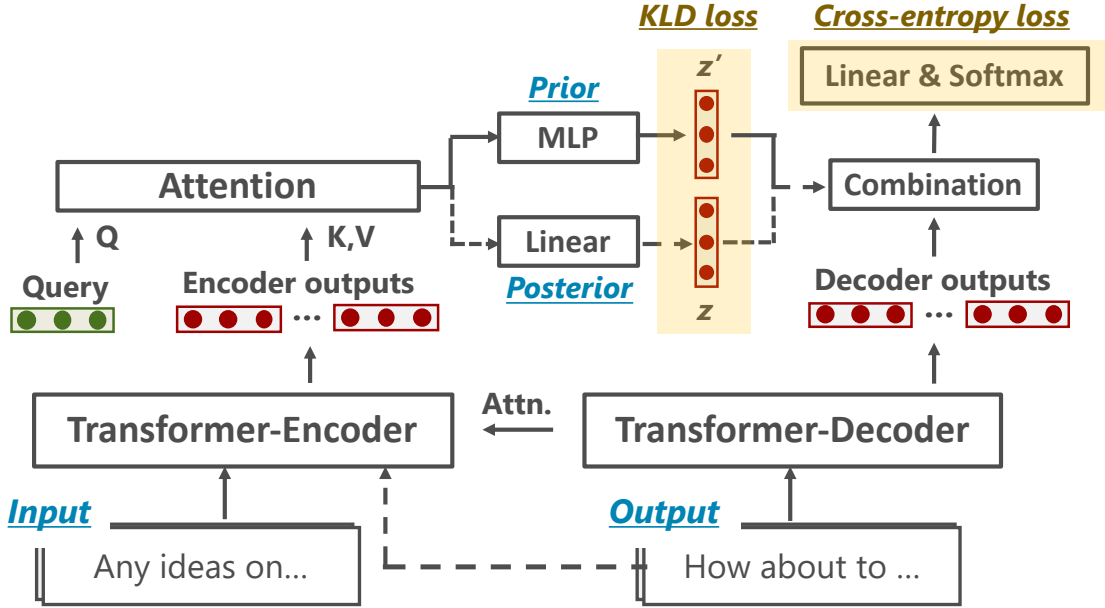 KLD loss
Cross-entropy loss
z'
Linear & Softmax
Prior
MLP
Attention
Combination
Q
K,V
Linear
Posterior
Query
Encoder outputs
z
Decoder outputs
...
...
Attn.
Transformer-Encoder
Transformer-Decoder
Input
Output
Any ideas on...
How about to ...